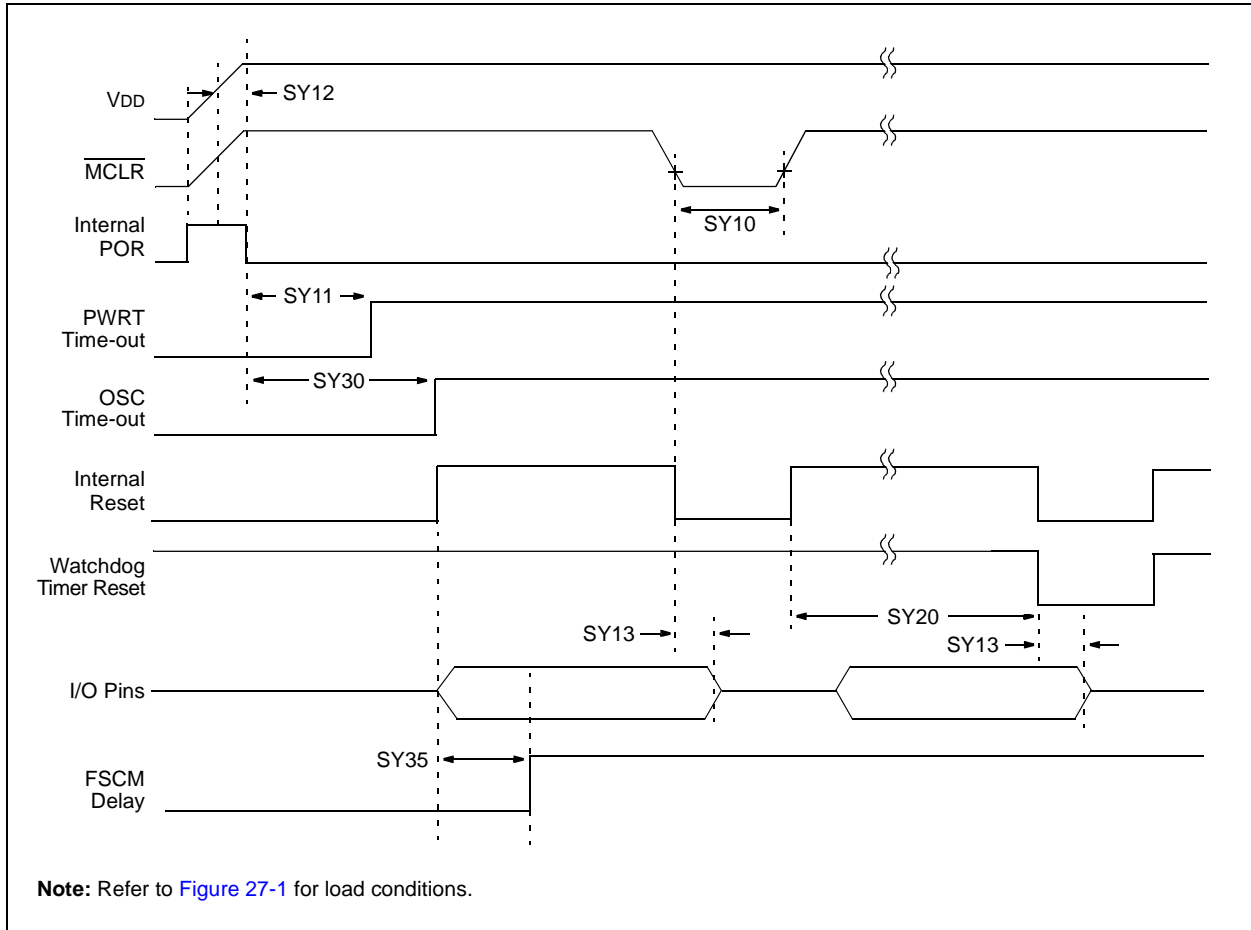 VDD
SY12
MCLR
SY10
Internal
POR
SY11
PWRT
Time-out
SY30
OSC
Time-out
Internal
Reset
Watchdog
Timer Reset
SY20
SY13
SY13
I/O Pins
SY35
FSCM
Delay
Note: Refer to Figure 27-1 for load conditions.